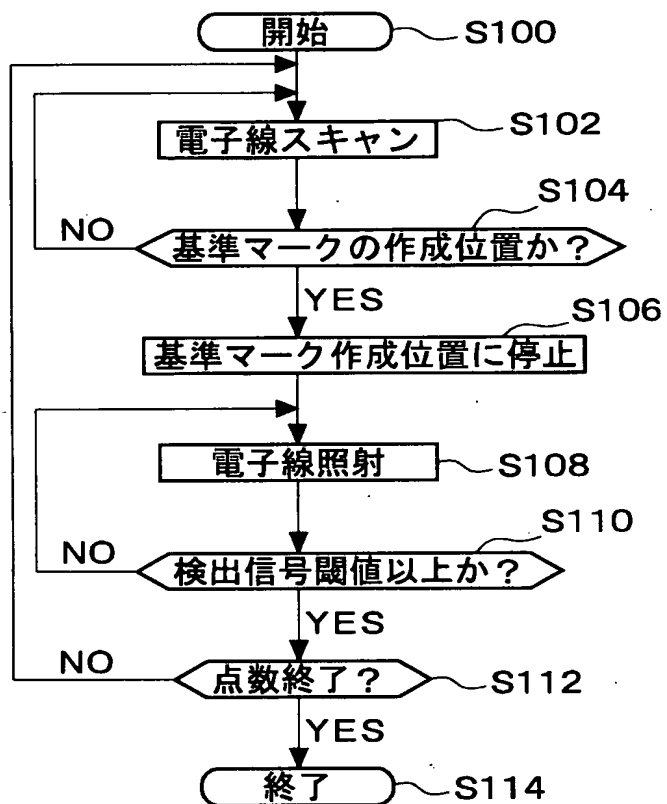 開始 S100
電子線スキャン S102
S104
NO 基準マークの作成位置か?
YES
S106
基準マーク作成位置に停止
電子線照射 S108
S110
NO 検出信号閾値以上か?
YES
NO 点数終了? S112
YES
終了 S114